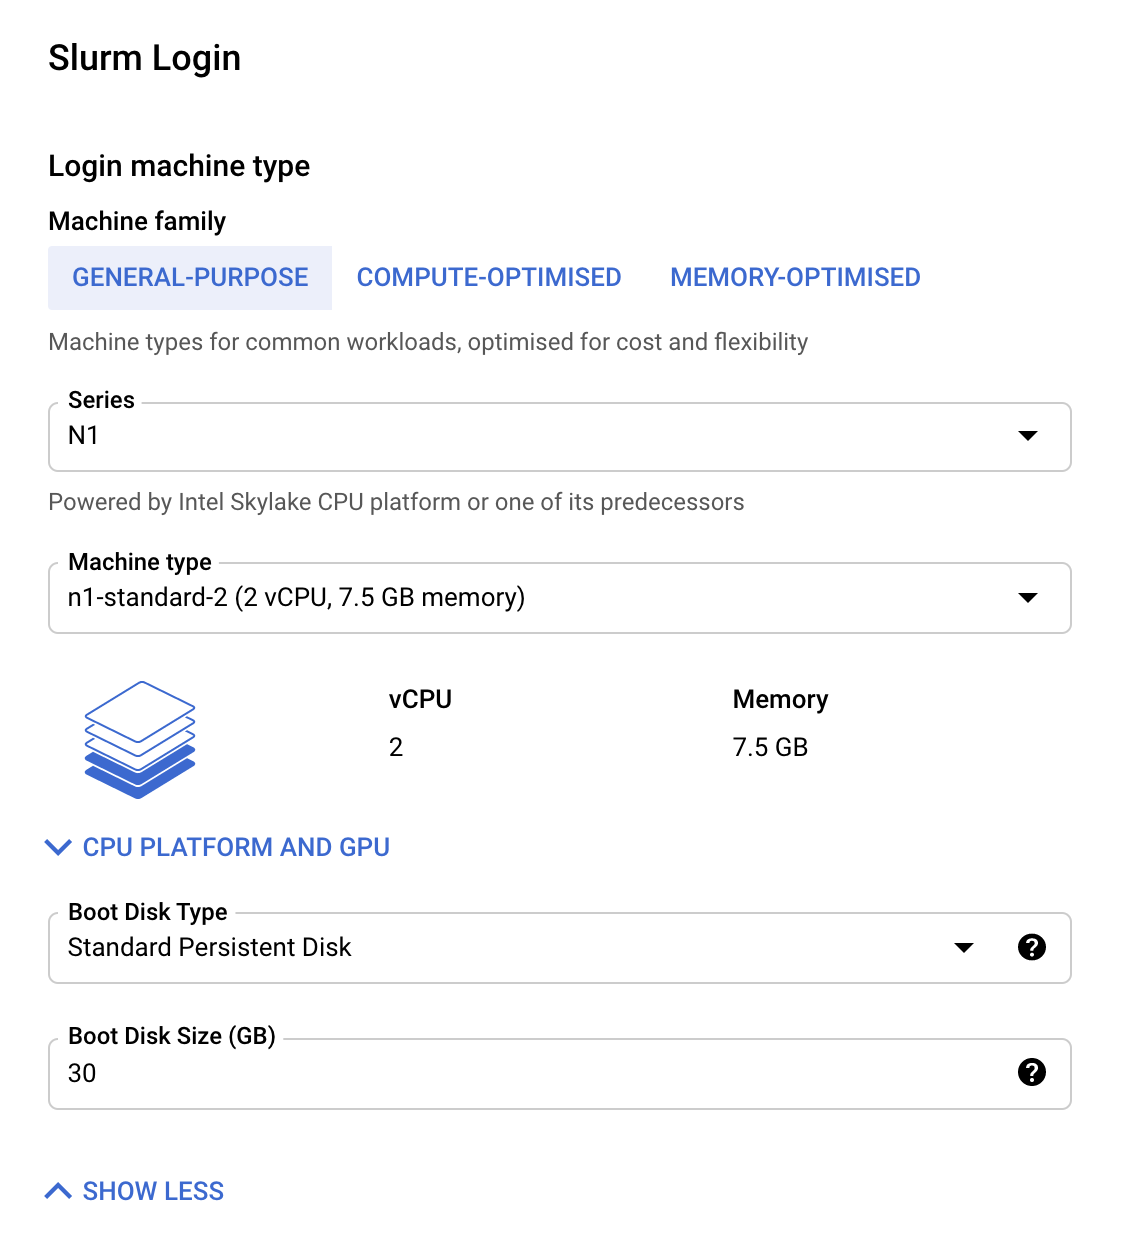 Slurm Login
Login machine type
Machine family
GENERAL-PURPOSE COMPUTE-OPTIMISED MEMORY-OPTIMISED
Machine types for common workloads, optimised for cost and flexibility
Series
N1
Powered by Intel Skylake CPU platform or one of its predecessors
Machine type
n1-standard-2 (2 vCPU, 7.5 GB memory)
vCPU Memory
2 7.5 GB
CPU PLATFORM AND GPU
Boot Disk Type
Standard Persistent Disk
Boot Disk Size (GB)
30
SHOW LESS